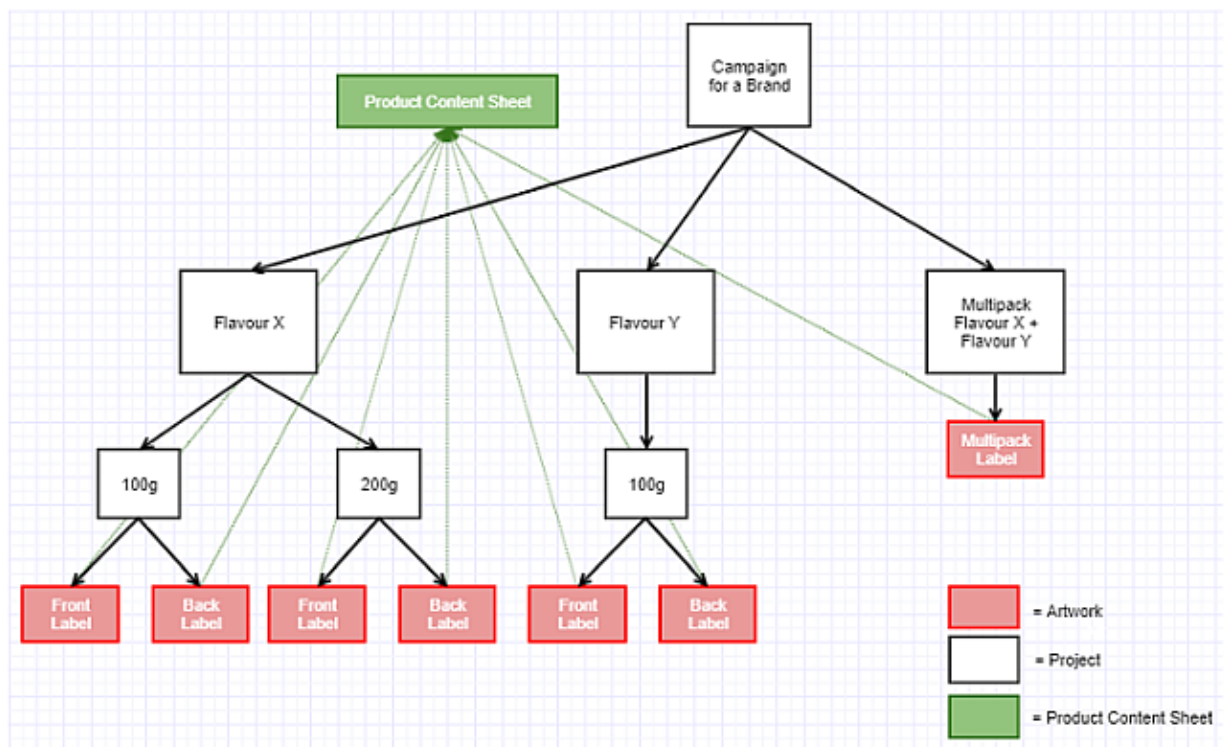 Campaign
for a Brand
Product Content Sheet
Flavour X
Flavour Y
Multipack
Flavour X +
Flavour Y
100g
200g
100g
Multipack
Label
Front
Label
Back
Label
Front
Label
Back
Label
Front
Label
Back
Label
= Artwork
= Project
= Product Content Sheet